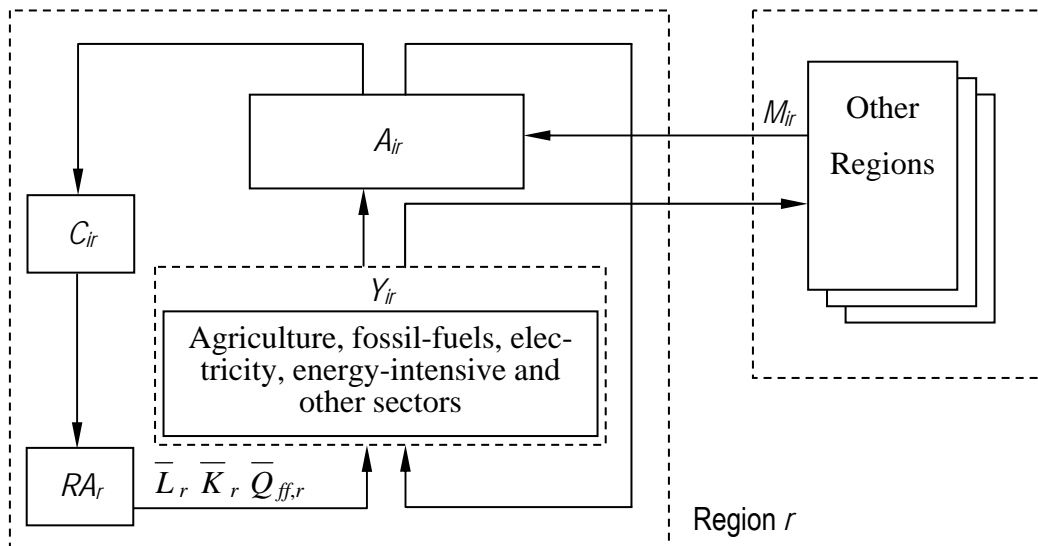 A_ir
M_ir
Other
Regions
C_ir
Y_ir
Agriculture, fossil-fuels, elec-
tricity, energy-intensive and
other sectors
RA_r
L̅_r K̅_r Q̅_ff,r
Region r